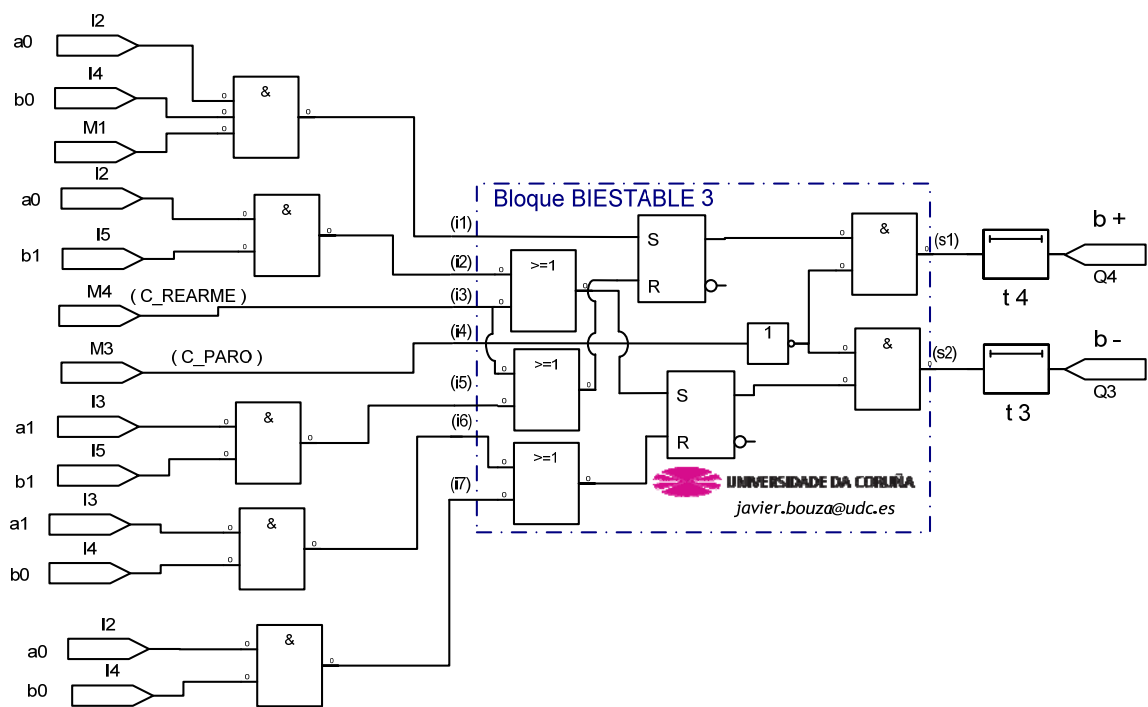 I2
a0
I4
b0
M1
&
I2
a0
I5
b1
&
M4
( C_REARME )
M3
( C_PARO )
I3
a1
I5
b1
&
I3
a1
I4
b0
&
I2
a0
I4
b0
&
Bloque BIESTABLE 3
(i1)
(i2)
(i3)
(i4)
(i5)
(i6)
(i7)
>=1
>=1
>=1
S
R
1
S
R
&
&
(s1)
(s2)
t 4
t 3
b +
Q4
b -
Q3
UNIVERSIDADE DA CORUÑA
javier.bouza@udc.es